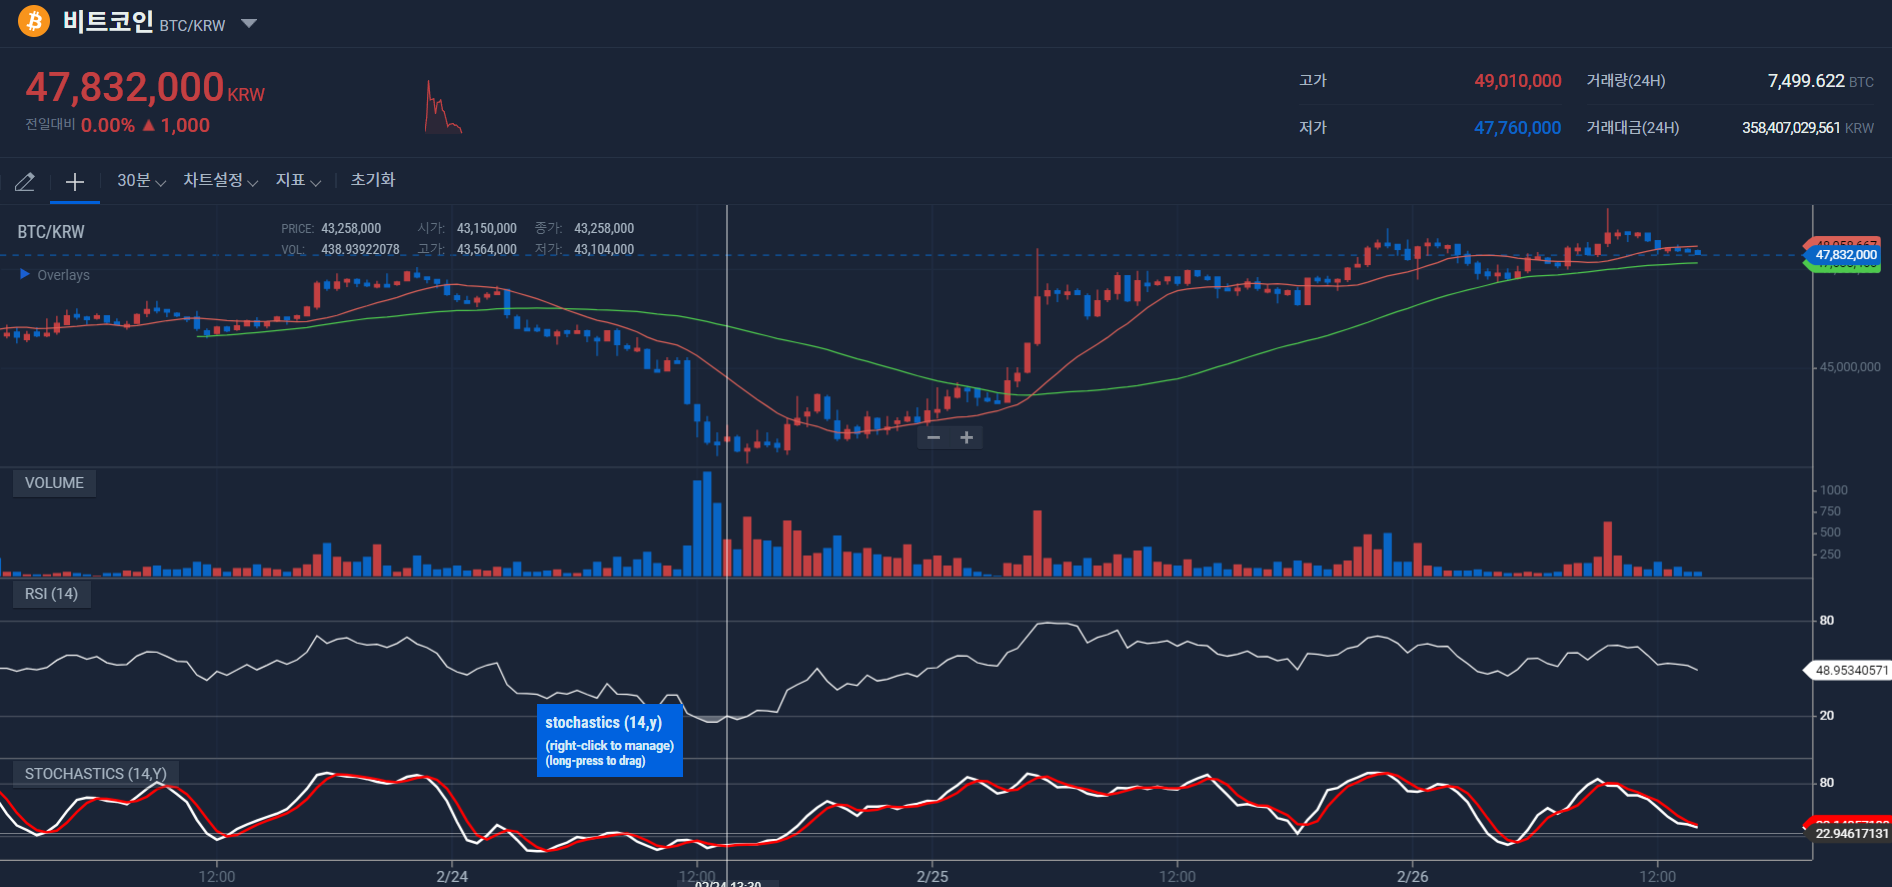 비트코인 BTC/KRW
47,832,000 KRW
전일대비 0.00% ▲ 1,000
고가 49,010,000 거래량(24H) 7,499.622 BTC
저가 47,760,000 거래대금(24H) 358,407,029,561 KRW
30분 차트설정 지표 초기화
BTC/KRW
PRICE: 43,258,000 시가: 43,150,000 종가: 43,258,000
VOL: 438.93922078 고가: 43,564,000 저가: 43,104,000
Overlays
47,832,000
45,000,000
− +
VOLUME
1000
750
500
250
RSI (14)
80
48.95340571
20
stochastics (14,y)
(right-click to manage)
(long-press to drag)
STOCHASTICS (14,Y)
80
22.94617131
12:00 2/24 12:00 2/25 12:00 2/26 12:00
02/24 13:30